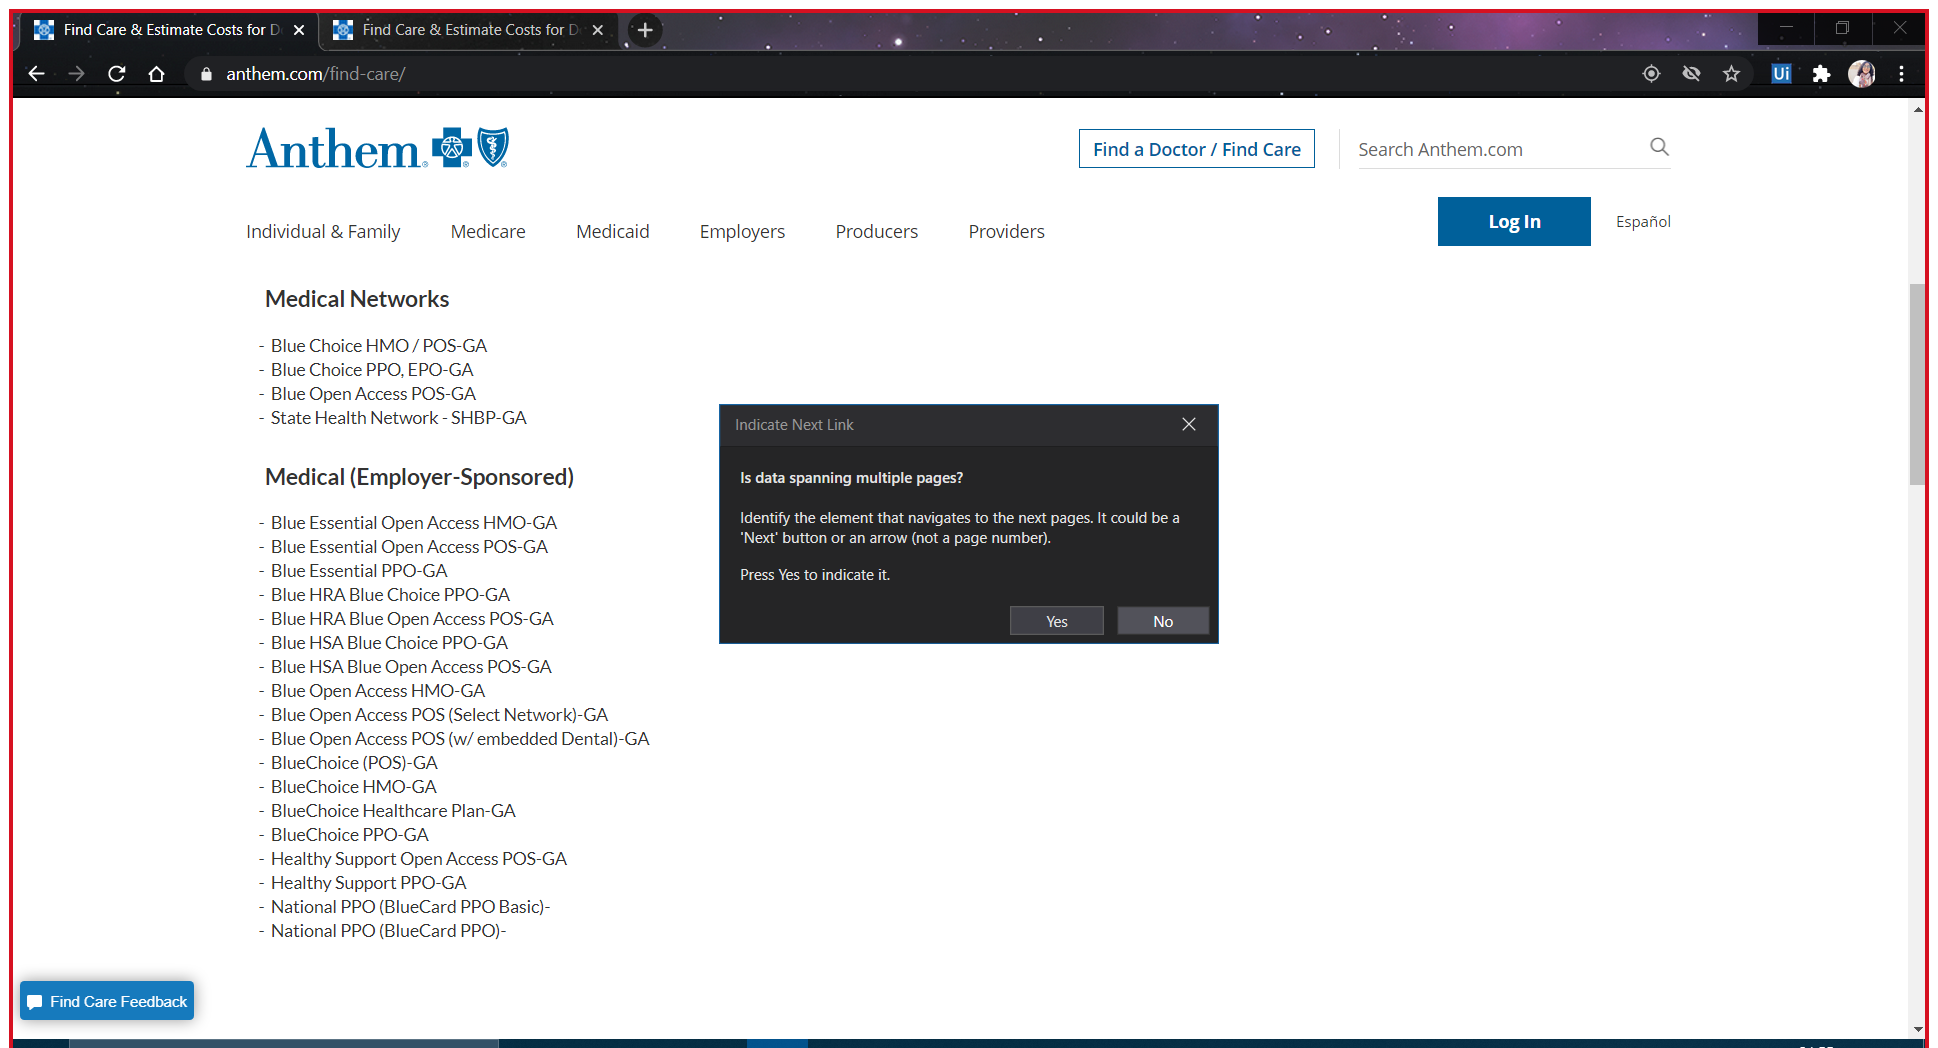 Find Care & Estimate Costs for D
Find Care & Estimate Costs for D
anthem.com/find-care/
Ui
Anthem
Find a Doctor / Find Care
Search Anthem.com
Individual & Family
Medicare
Medicaid
Employers
Producers
Providers
Log In
Español
Medical Networks
- Blue Choice HMO / POS-GA
- Blue Choice PPO, EPO-GA
- Blue Open Access POS-GA
- State Health Network - SHBP-GA
Medical (Employer-Sponsored)
- Blue Essential Open Access HMO-GA
- Blue Essential Open Access POS-GA
- Blue Essential PPO-GA
- Blue HRA Blue Choice PPO-GA
- Blue HRA Blue Open Access POS-GA
- Blue HSA Blue Choice PPO-GA
- Blue HSA Blue Open Access POS-GA
- Blue Open Access HMO-GA
- Blue Open Access POS (Select Network)-GA
- Blue Open Access POS (w/ embedded Dental)-GA
- BlueChoice (POS)-GA
- BlueChoice HMO-GA
- BlueChoice Healthcare Plan-GA
- BlueChoice PPO-GA
- Healthy Support Open Access POS-GA
- Healthy Support PPO-GA
- National PPO (BlueCard PPO Basic)-
- National PPO (BlueCard PPO)-
Indicate Next Link
Is data spanning multiple pages?
Identify the element that navigates to the next pages. It could be a
'Next' button or an arrow (not a page number).
Press Yes to indicate it.
Yes
No
Find Care Feedback